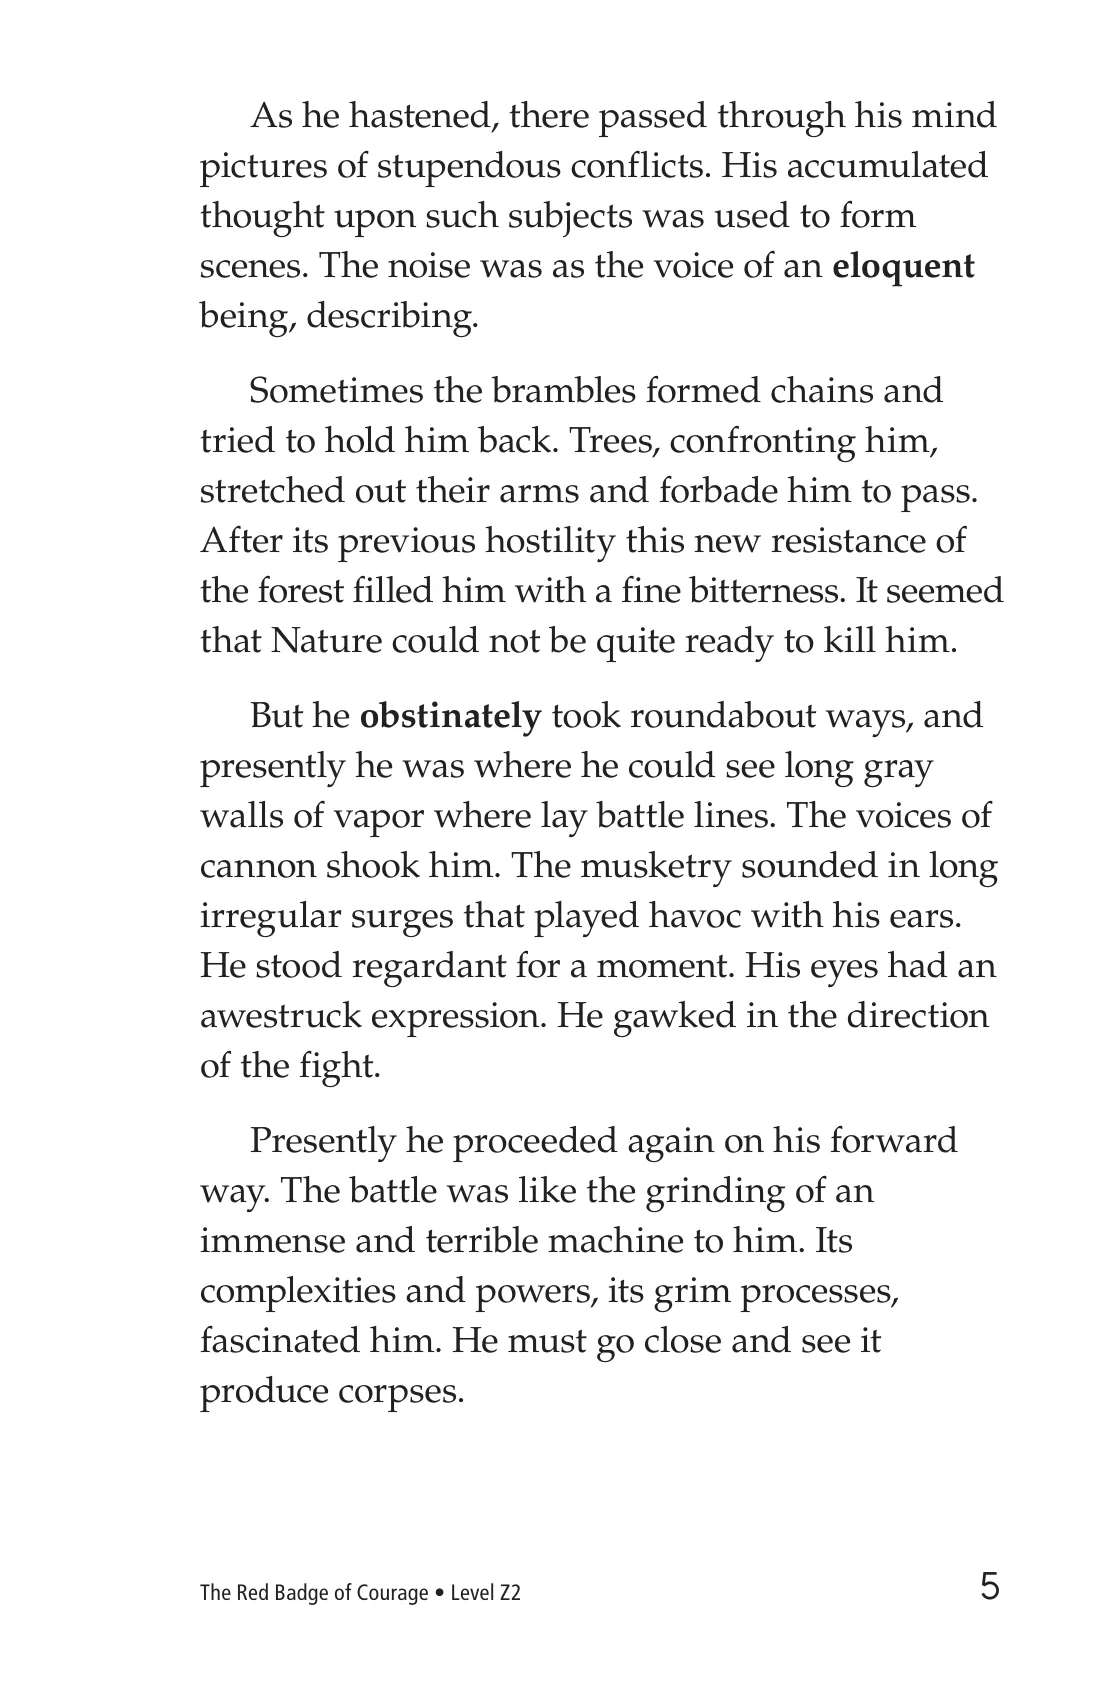 As he hastened, there passed through his mind
pictures of stupendous conflicts. His accumulated
thought upon such subjects was used to form
scenes. The noise was as the voice of an eloquent
being, describing.
Sometimes the brambles formed chains and
tried to hold him back. Trees, confronting him,
stretched out their arms and forbade him to pass.
After its previous hostility this new resistance of
the forest filled him with a fine bitterness. It seemed
that Nature could not be quite ready to kill him.
But he obstinately took roundabout ways, and
presently he was where he could see long gray
walls of vapor where lay battle lines. The voices of
cannon shook him. The musketry sounded in long
irregular surges that played havoc with his ears.
He stood regardant for a moment. His eyes had an
awestruck expression. He gawked in the direction
of the fight.
Presently he proceeded again on his forward
way. The battle was like the grinding of an
immense and terrible machine to him. Its
complexities and powers, its grim processes,
fascinated him. He must go close and see it
produce corpses.
The Red Badge of Courage • Level Z2
5